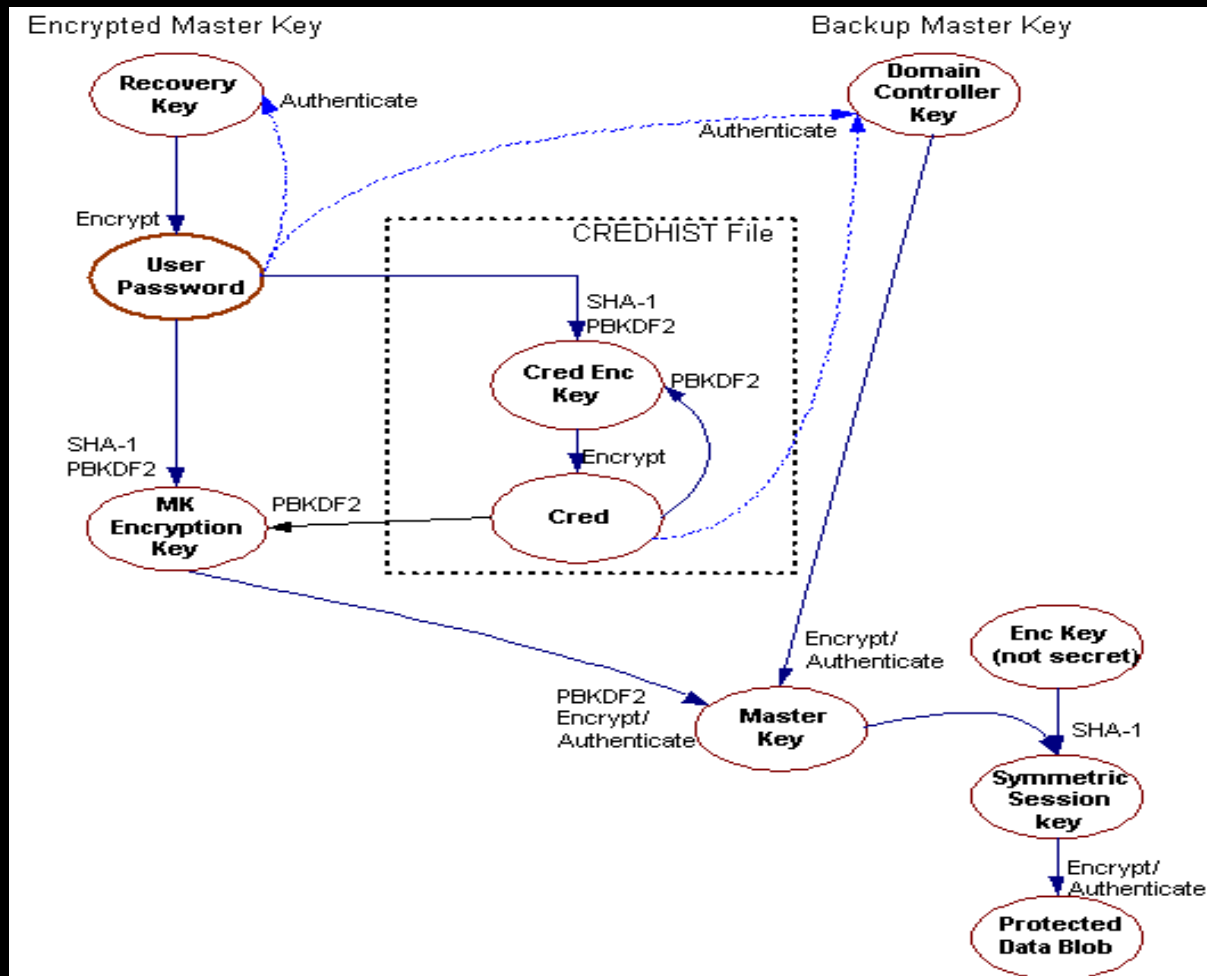 Encrypted Master Key
Backup Master Key
Recovery
Key
Authenticate
Domain
Controller
Key
Authenticate
Encrypt
User
Password
CREDHIST File
SHA-1
PBKDF2
Cred Enc
Key
PBKDF2
Encrypt
SHA-1
PBKDF2
MK
Encryption
Key
PBKDF2
Cred
Encrypt/
Authenticate
Enc Key
(not secret)
PBKDF2
Encrypt/
Authenticate
Master
Key
SHA-1
Symmetric
Session
key
Encrypt/
Authenticate
Protected
Data Blob